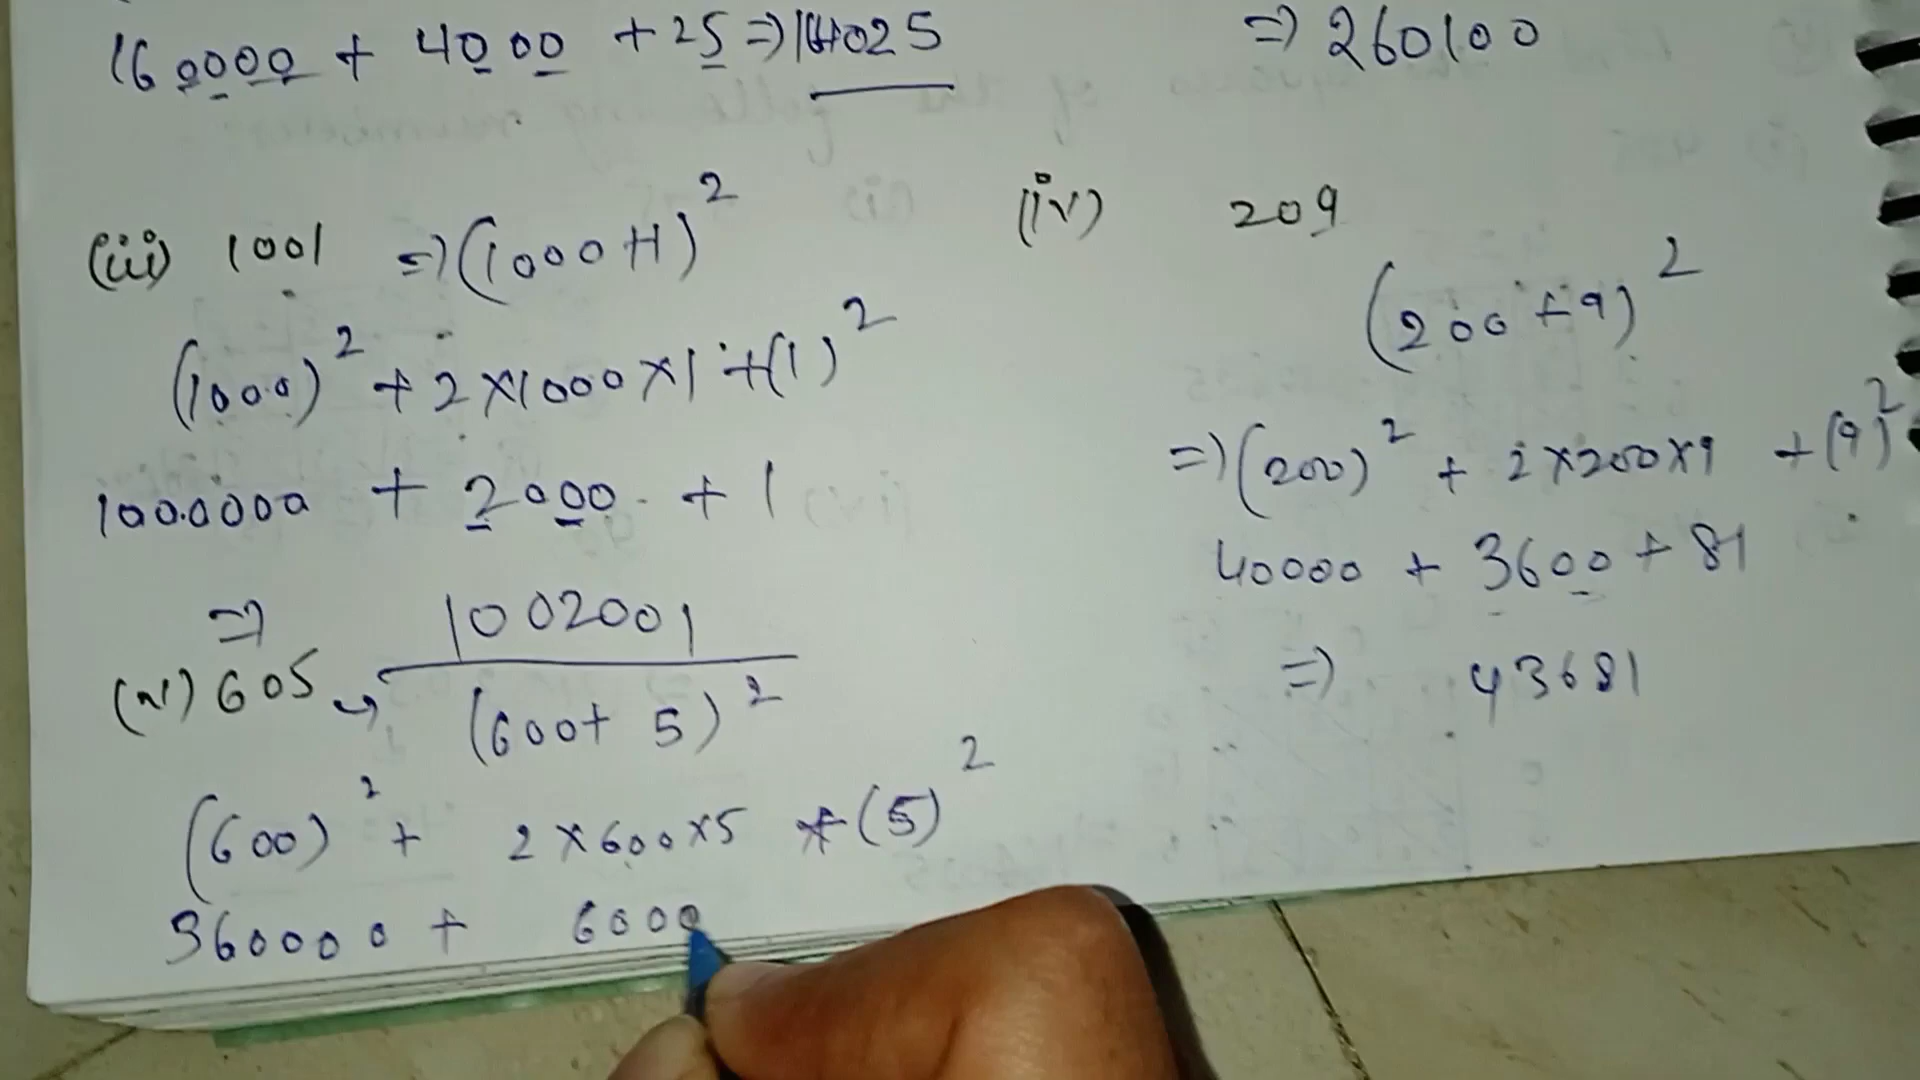 160000 + 4000 + 25 => 164025
=> 260100
(iii) 1001 => (1000+1)²
(1000)² + 2×1000×1 + (1)²
1000000 + 2000 + 1
=> 1002001
(iv) 209
(200+9)²
=> (200)² + 2×200×9 + (9)²
40000 + 3600 + 81
=> 43681
605 → (600+ 5)²
(600)² + 2×600×5 + (5)²
360000 + 6000